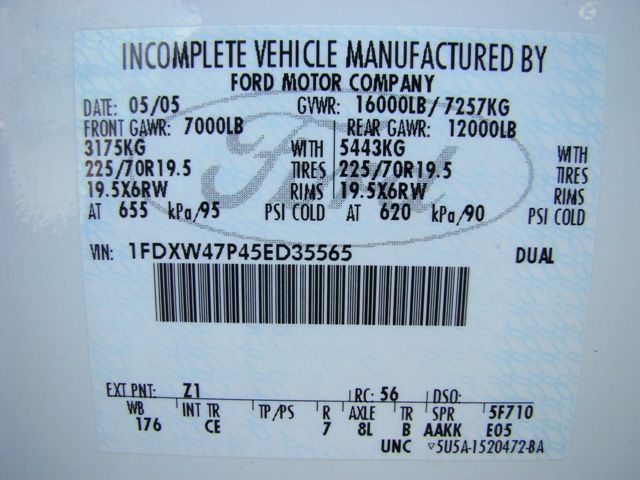 INCOMPLETE VEHICLE MANUFACTURED BY
FORD MOTOR COMPANY
DATE: 05/05 GVWR: 16000LB/ 7257KG
FRONT GAWR: 7000LB REAR GAWR: 12000LB
3175KG WITH 5443KG WITH
225/70R19.5 TIRES 225/70R19.5 TIRES
19.5X6RW RIMS 19.5X6RW RIMS
AT 655 kPa/95 PSI COLD AT 620 kPa/90 PSI COLD
VIN: 1FDXW47P45ED35565 DUAL
EXT PNT: Z1 RC: 56 DSO:
WB INT TR TP/PS R AXLE TR SPR 5F710
176 CE 7 8L B AAKK E05
UNC ▽5U5A-1520472-BA